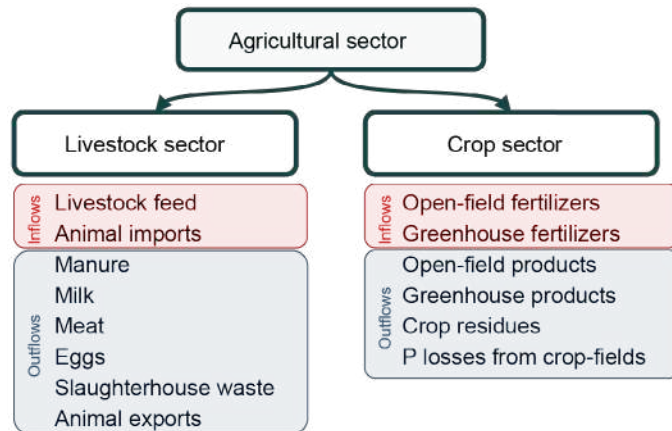 Agricultural sector
Livestock sector
Inflows
Livestock feed
Animal imports
Outflows
Manure
Milk
Meat
Eggs
Slaughterhouse waste
Animal exports
Crop sector
Inflows
Open-field fertilizers
Greenhouse fertilizers
Outflows
Open-field products
Greenhouse products
Crop residues
P losses from crop-fields